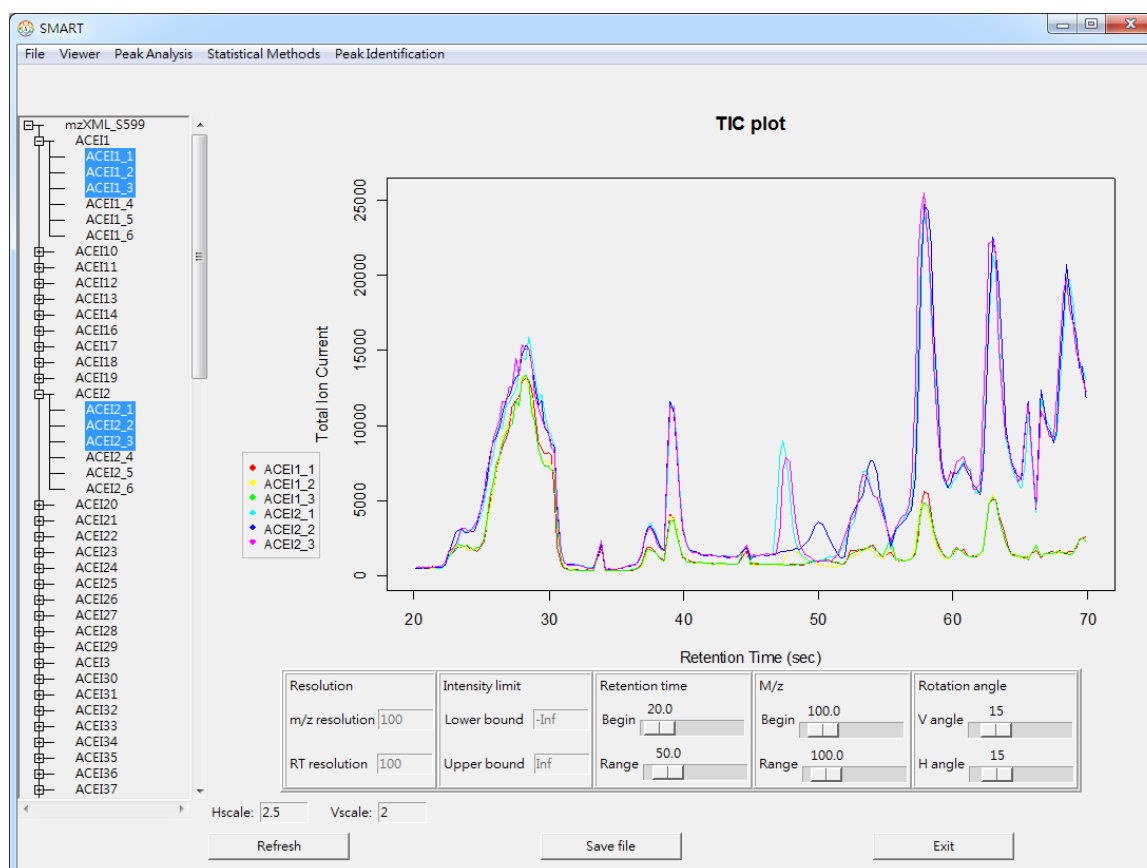 SMART
File Viewer Peak Analysis Statistical Methods Peak Identification
mzXML_S599
ACEI1
ACEI1_1
ACEI1_2
ACEI1_3
ACEI1_4
ACEI1_5
ACEI1_6
ACEI10
ACEI11
ACEI12
ACEI13
ACEI14
ACEI16
ACEI17
ACEI18
ACEI19
ACEI2
ACEI2_1
ACEI2_2
ACEI2_3
ACEI2_4
ACEI2_5
ACEI2_6
ACEI20
ACEI21
ACEI22
ACEI23
ACEI24
ACEI25
ACEI26
ACEI27
ACEI28
ACEI29
ACEI3
ACEI30
ACEI31
ACEI32
ACEI33
ACEI34
ACEI35
ACEI36
ACEI37
TIC plot
Total Ion Current
25000
20000
15000
10000
5000
0
ACEI1_1
ACEI1_2
ACEI1_3
ACEI2_1
ACEI2_2
ACEI2_3
20 30 40 50 60 70
Retention Time (sec)
Resolution
m/z resolution 100
RT resolution 100
Intensity limit
Lower bound -Inf
Upper bound Inf
Retention time
20.0
Begin
50.0
Range
M/z
100.0
Begin
100.0
Range
Rotation angle
15
V angle
15
H angle
Hscale: 2.5 Vscale: 2
Refresh Save file Exit